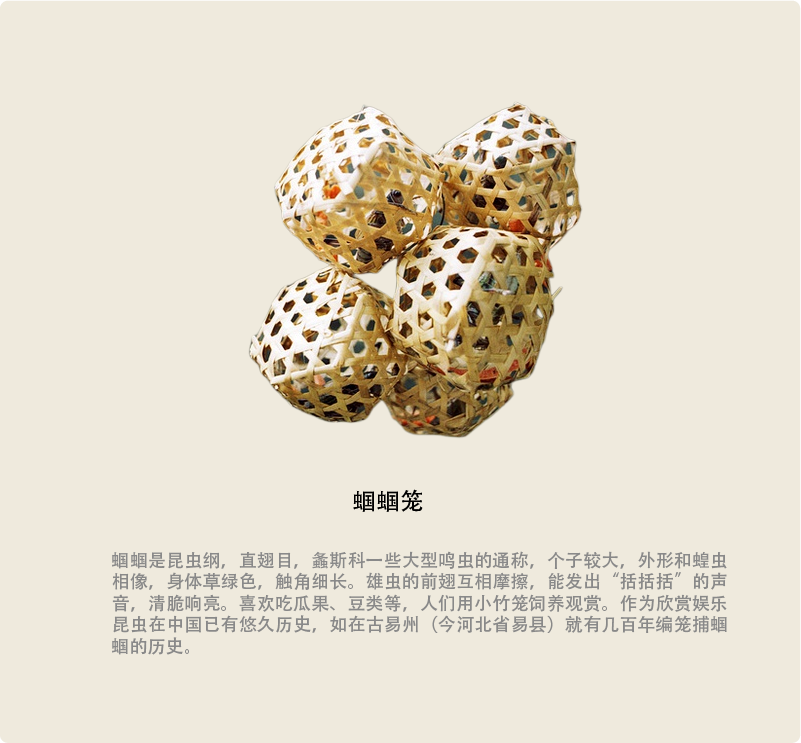 蝈蝈笼
蝈蝈是昆虫纲，直翅目，螽斯科一些大型鸣虫的通称，个子较大，外形和蝗虫
相像，身体草绿色，触角细长。雄虫的前翅互相摩擦，能发出“括括括”的声
音，清脆响亮。喜欢吃瓜果、豆类等，人们用小竹笼饲养观赏。作为欣赏娱乐
昆虫在中国已有悠久历史，如在古易州（今河北省易县）就有几百年编笼捕蝈
蝈的历史。